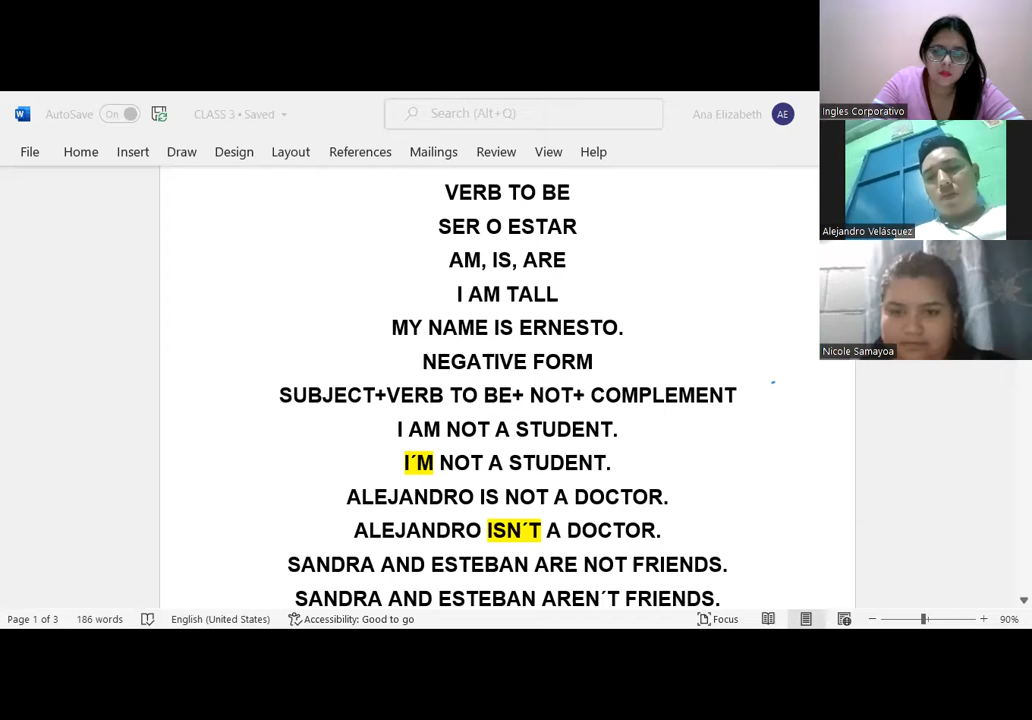 AutoSave On CLASS 3 • Saved Search (Alt+Q) Ana Elizabeth AE
File Home Insert Draw Design Layout References Mailings Review View Help
VERB TO BE
SER O ESTAR
AM, IS, ARE
I AM TALL
MY NAME IS ERNESTO.
NEGATIVE FORM
SUBJECT+VERB TO BE+ NOT+ COMPLEMENT
I AM NOT A STUDENT.
I´M NOT A STUDENT.
ALEJANDRO IS NOT A DOCTOR.
ALEJANDRO ISN´T A DOCTOR.
SANDRA AND ESTEBAN ARE NOT FRIENDS.
SANDRA AND ESTEBAN AREN´T FRIENDS.
Page 1 of 3 186 words English (United States) Accessibility: Good to go Focus 90%
Ingles Corporativo
Alejandro Velásquez
Nicole Samayoa